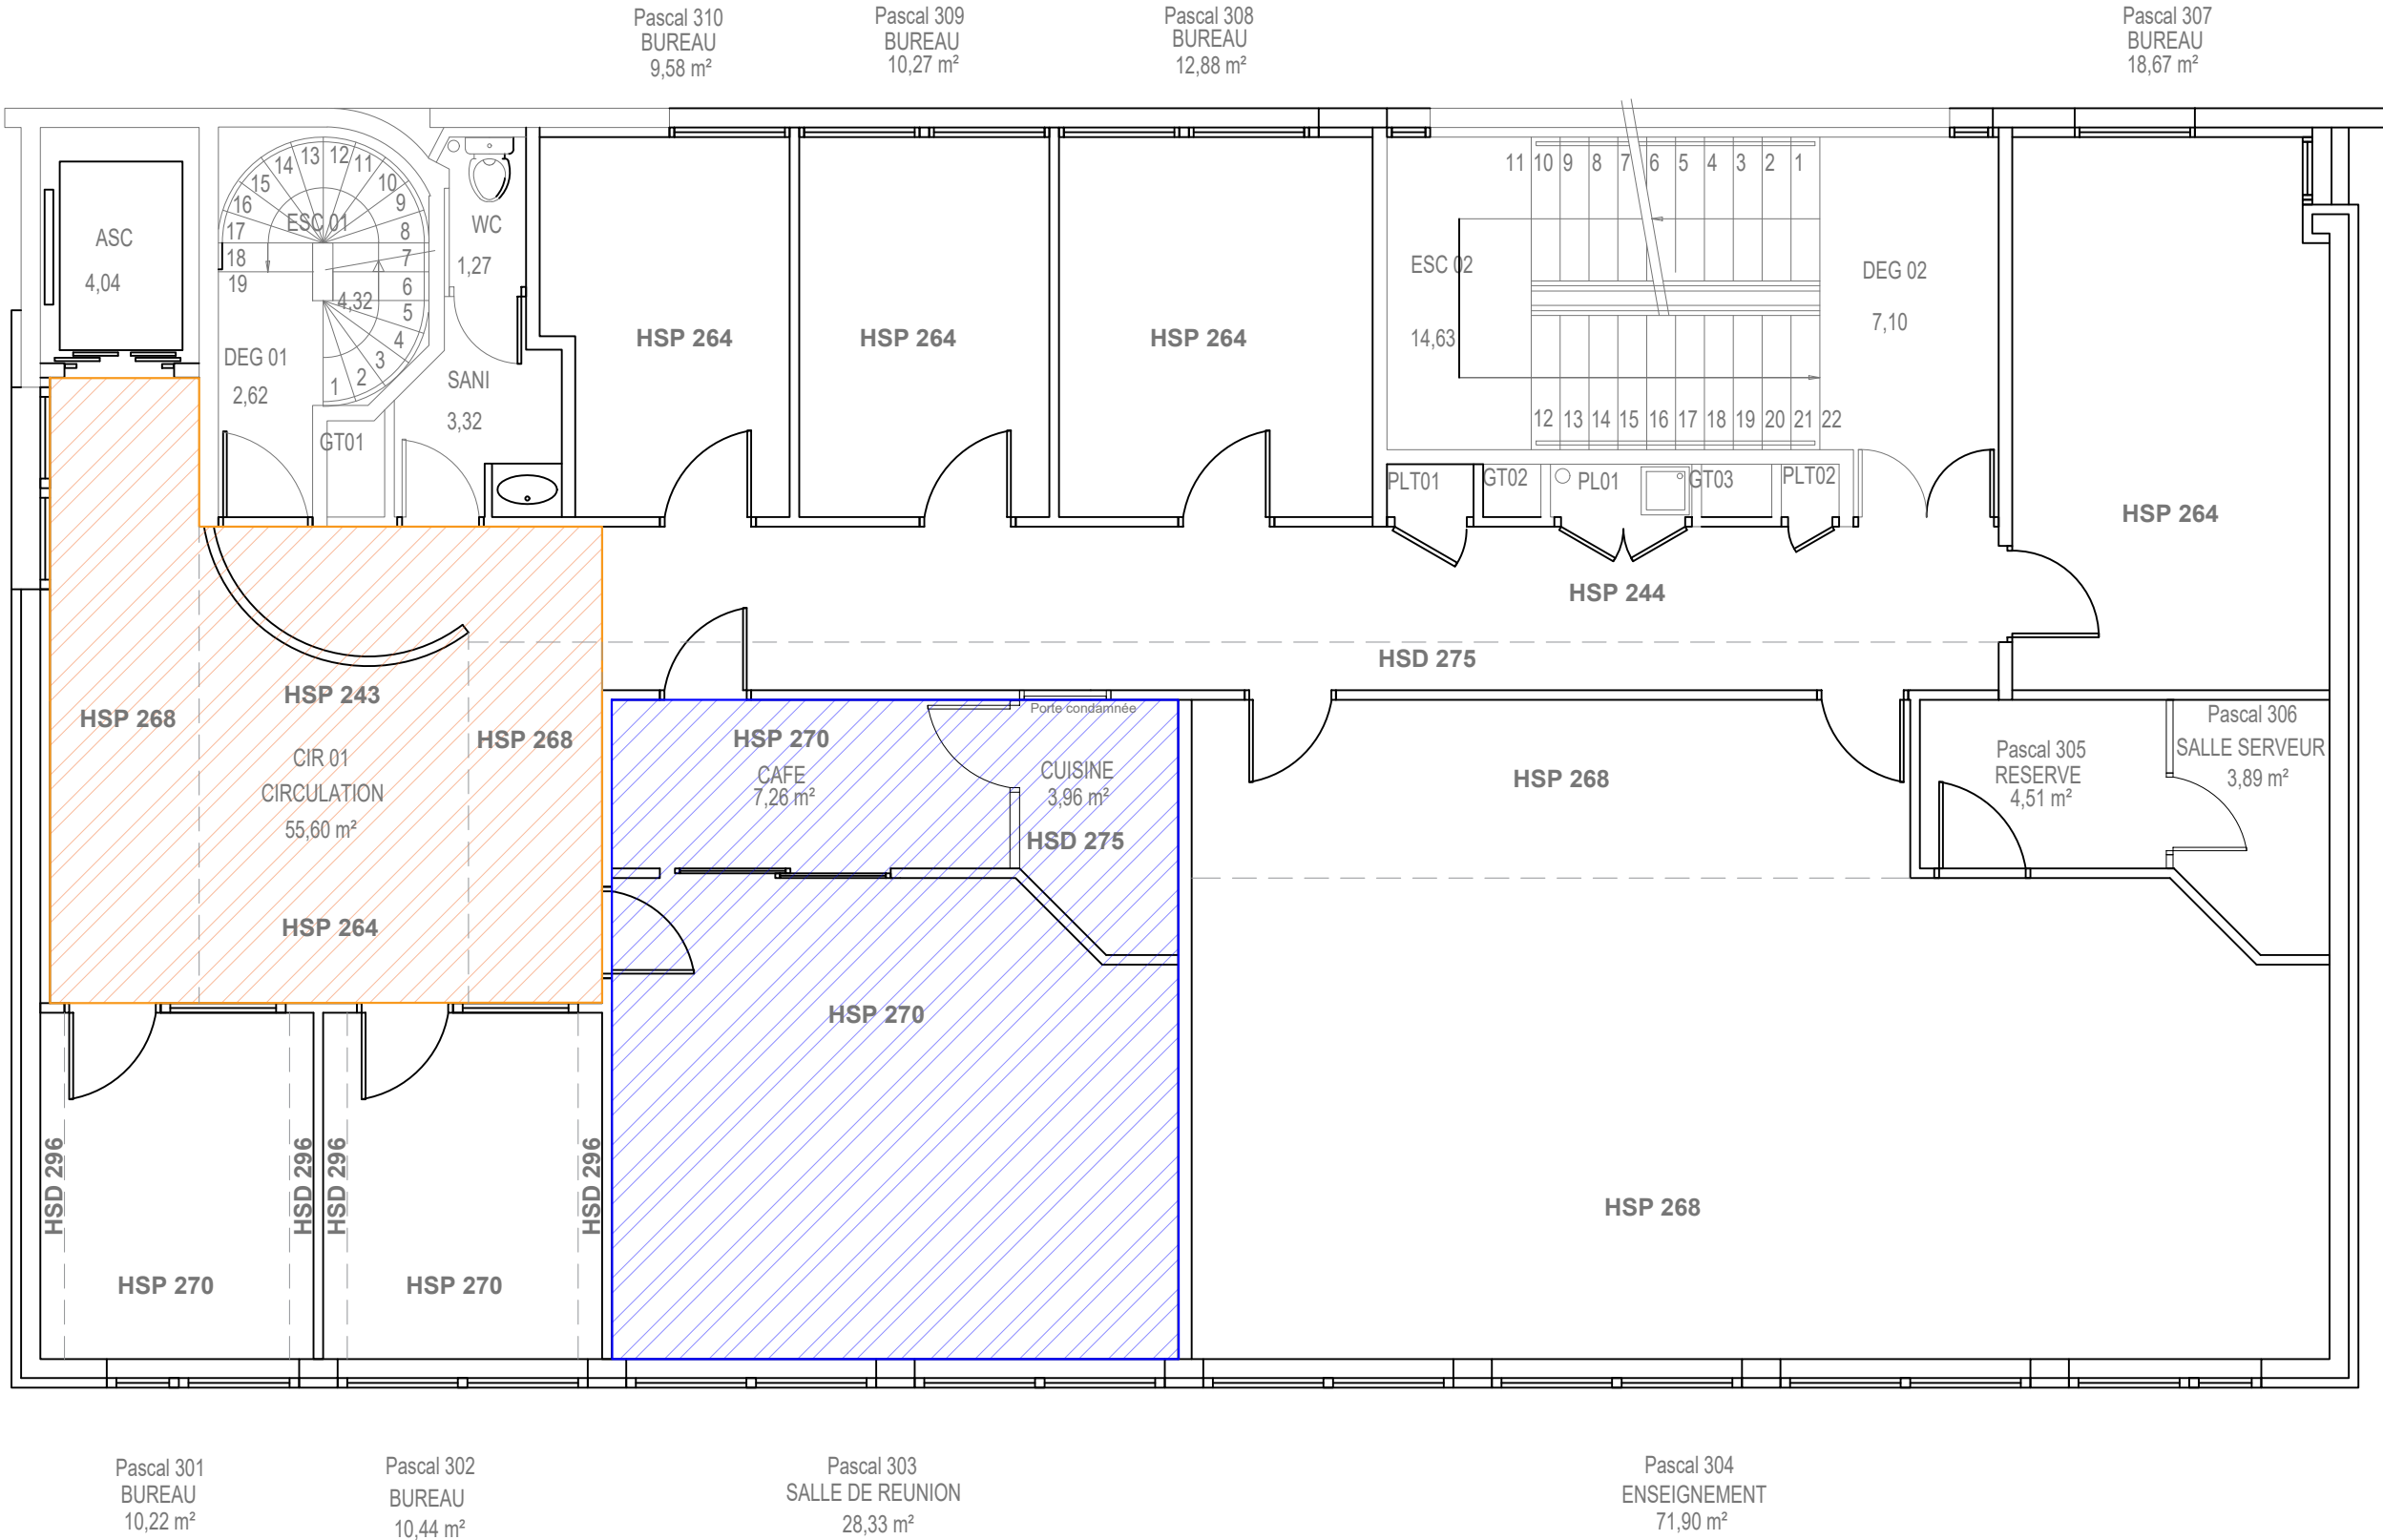 Pascal 310
BUREAU
9,58 m²
Pascal 309
BUREAU
10,27 m²
Pascal 308
BUREAU
12,88 m²
Pascal 307
BUREAU
18,67 m²
ASC
4,04
ESC 01
4,32
1
2
3
4
5
6
7
8
9
10
11
12
13
14
15
16
17
18
19
DEG 01
2,62
GT01
WC
1,27
SANI
3,32
HSP 264
HSP 264
HSP 264
ESC 02
14,63
11 10 9 8 7 6 5 4 3 2 1
12 13 14 15 16 17 18 19 20 21 22
DEG 02
7,10
PLT01
GT02
PL01
GT03
PLT02
HSP 264
HSP 244
HSD 275
HSP 243
HSP 268
HSP 268
CIR 01
CIRCULATION
55,60 m²
HSP 264
HSP 270
CAFE
7,26 m²
Porte condamnée
CUISINE
3,96 m²
HSD 275
HSP 268
Pascal 305
RESERVE
4,51 m²
Pascal 306
SALLE SERVEUR
3,89 m²
HSP 270
HSD 296
HSD 296
HSD 296
HSD 296
HSP 270
HSP 270
HSP 268
Pascal 301
BUREAU
10,22 m²
Pascal 302
BUREAU
10,44 m²
Pascal 303
SALLE DE REUNION
28,33 m²
Pascal 304
ENSEIGNEMENT
71,90 m²